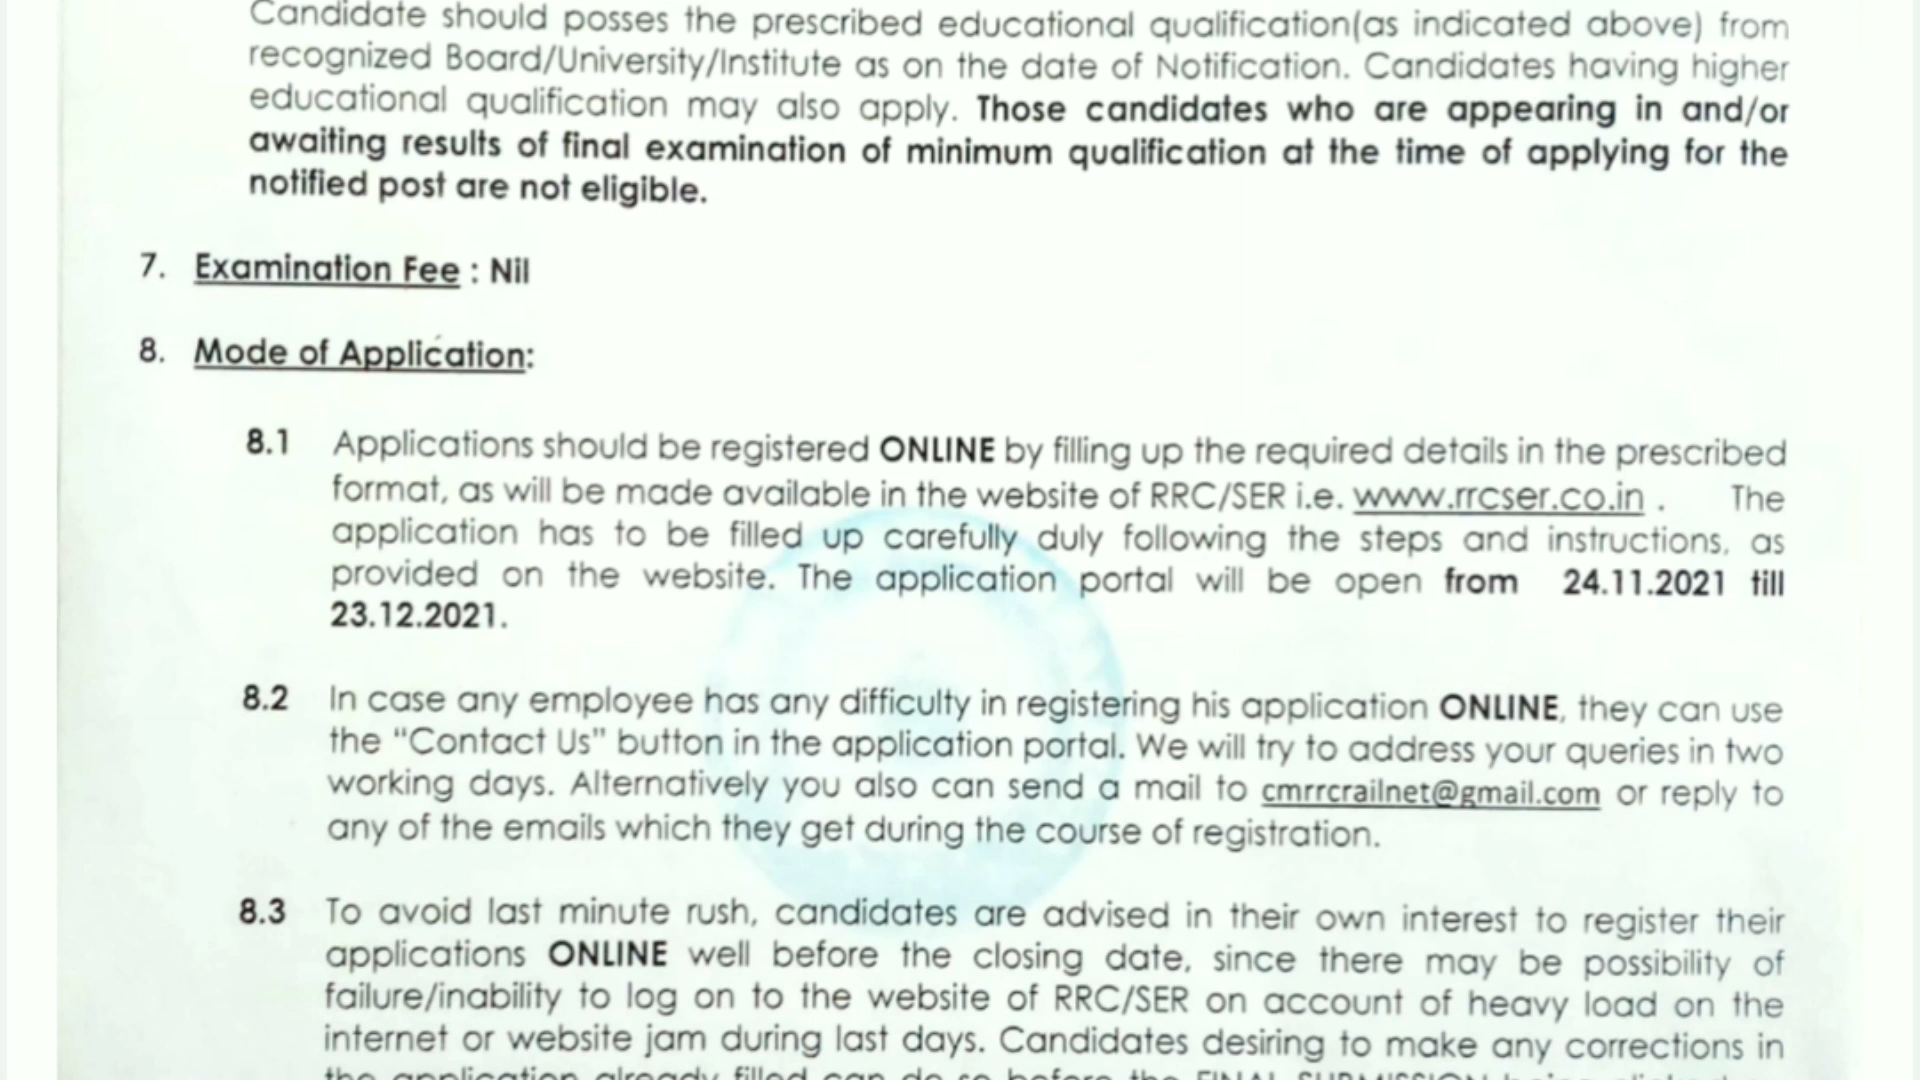 Candidate should posses the prescribed educational qualification(as indicated above) from
recognized Board/University/Institute as on the date of Notification. Candidates having higher
educational qualification may also apply. Those candidates who are appearing in and/or
awaiting results of final examination of minimum qualification at the time of applying for the
notified post are not eligible.
7. Examination Fee : Nil
8. Mode of Application:
8.1 Applications should be registered ONLINE by filling up the required details in the prescribed
format, as will be made available in the website of RRC/SER i.e. www.rrcser.co.in . The
application has to be filled up carefully duly following the steps and instructions, as
provided on the website. The application portal will be open from 24.11.2021 till
23.12.2021.
8.2 In case any employee has any difficulty in registering his application ONLINE, they can use
the "Contact Us" button in the application portal. We will try to address your queries in two
working days. Alternatively you also can send a mail to cmrrcrailnet@gmail.com or reply to
any of the emails which they get during the course of registration.
8.3 To avoid last minute rush, candidates are advised in their own interest to register their
applications ONLINE well before the closing date, since there may be possibility of
failure/inability to log on to the website of RRC/SER on account of heavy load on the
internet or website jam during last days. Candidates desiring to make any corrections in
the application already filled can do so before the FINAL SUBMISSION being